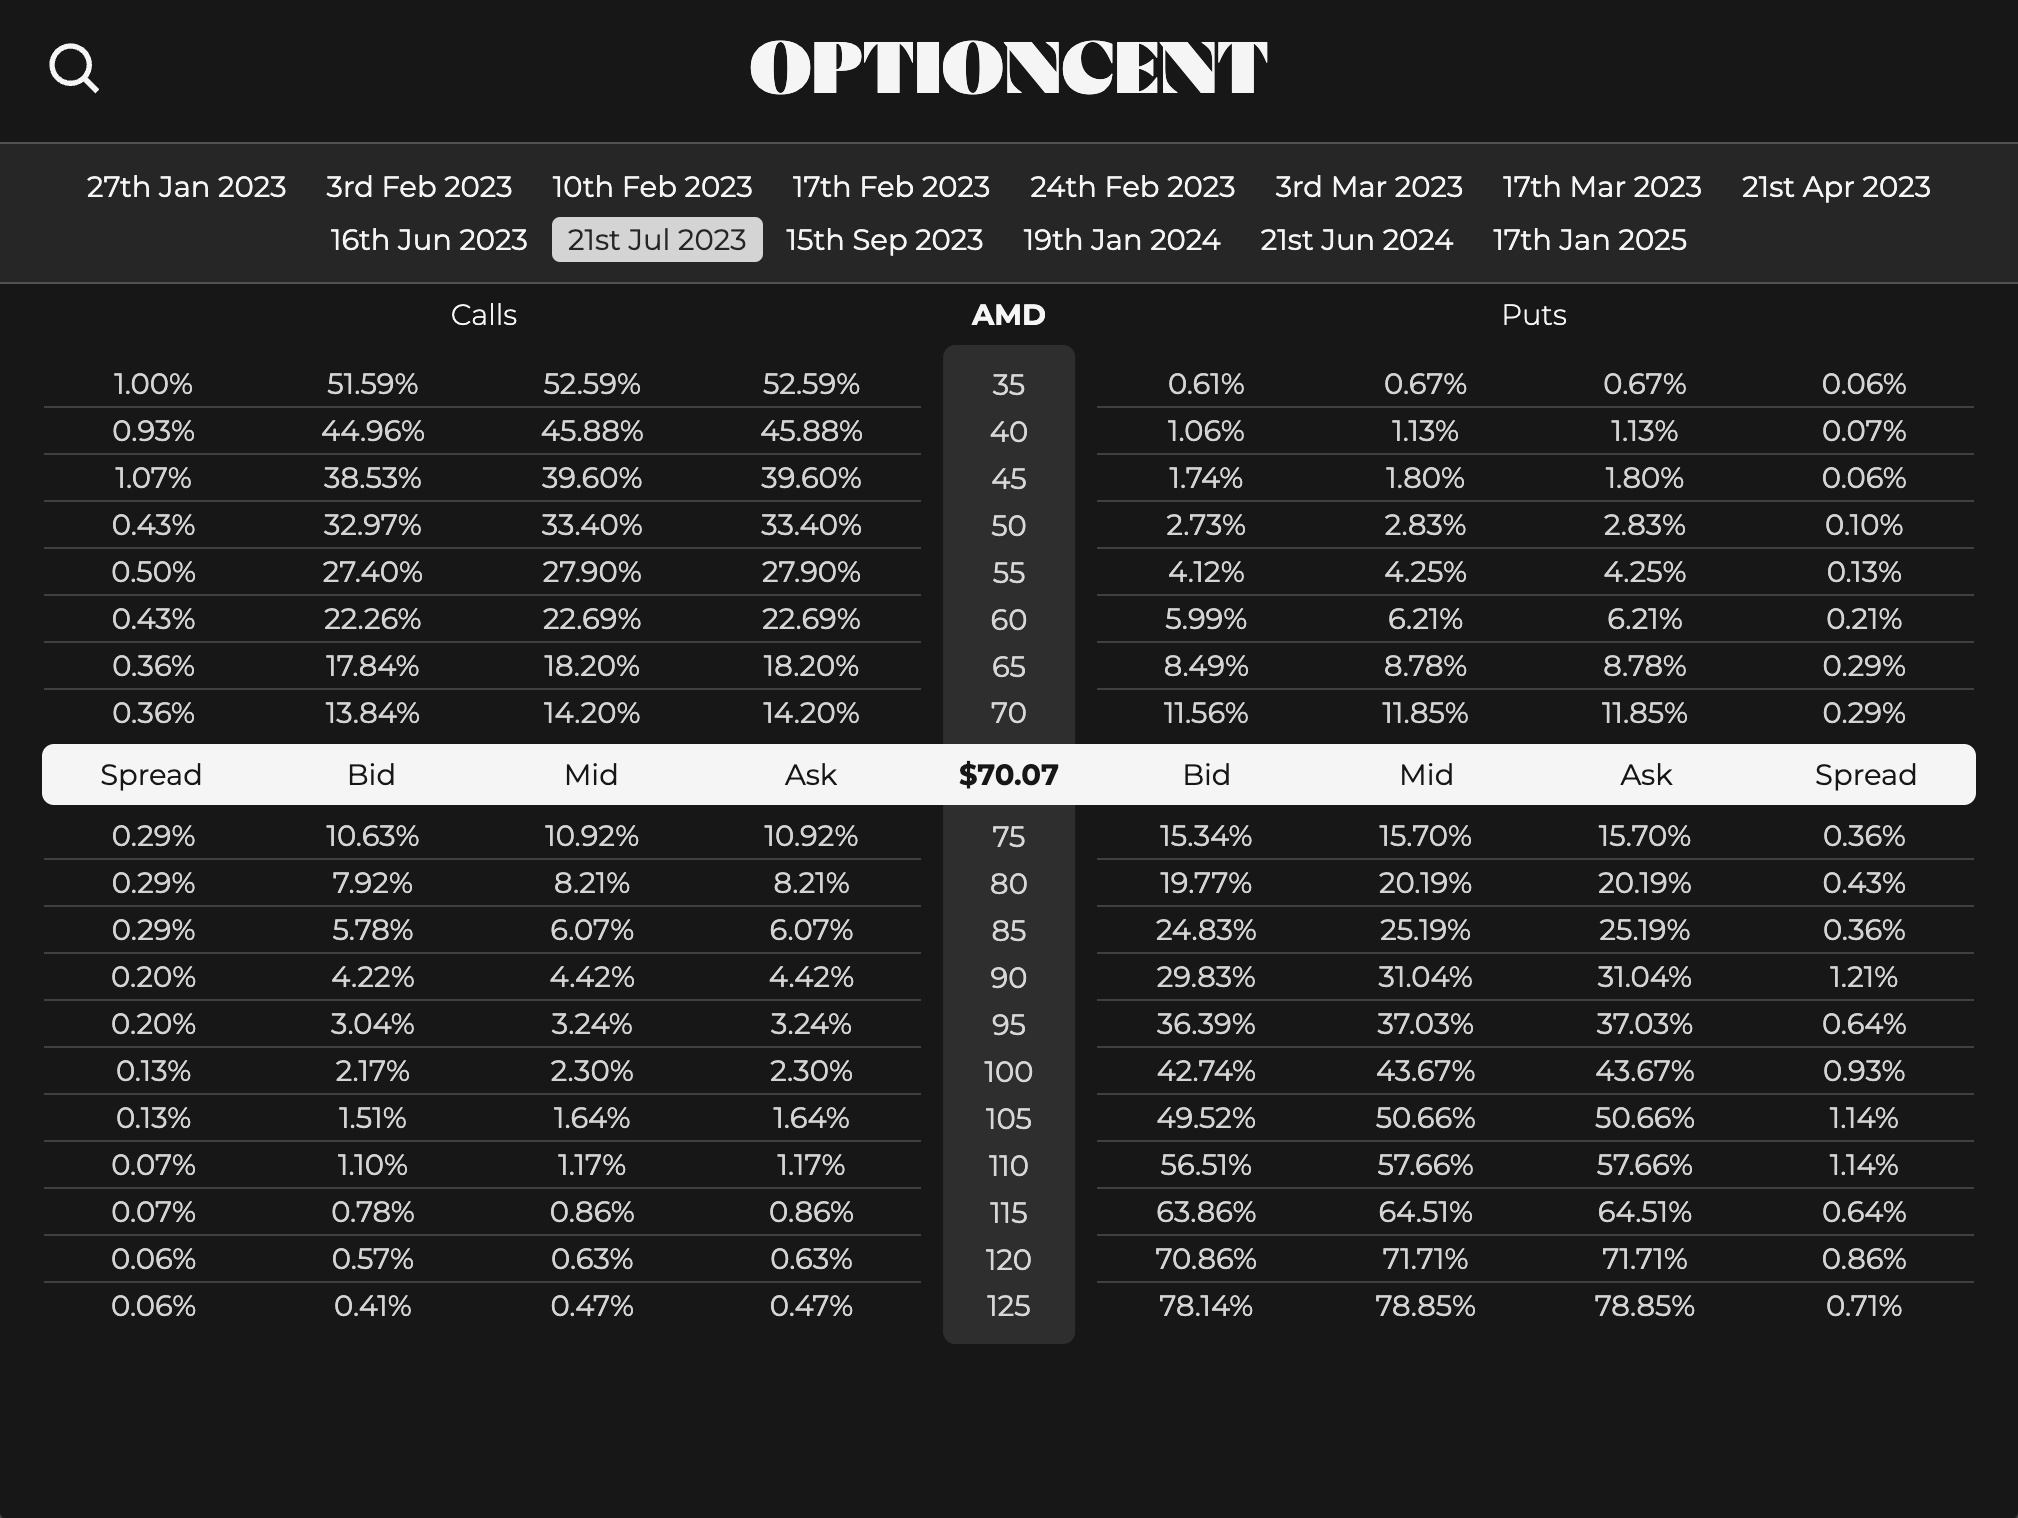 OPTIONCENT
27th Jan 2023 3rd Feb 2023 10th Feb 2023 17th Feb 2023 24th Feb 2023 3rd Mar 2023 17th Mar 2023 21st Apr 2023
16th Jun 2023 21st Jul 2023 15th Sep 2023 19th Jan 2024 21st Jun 2024 17th Jan 2025
Calls AMD Puts
1.00% 51.59% 52.59% 52.59% 35 0.61% 0.67% 0.67% 0.06%
0.93% 44.96% 45.88% 45.88% 40 1.06% 1.13% 1.13% 0.07%
1.07% 38.53% 39.60% 39.60% 45 1.74% 1.80% 1.80% 0.06%
0.43% 32.97% 33.40% 33.40% 50 2.73% 2.83% 2.83% 0.10%
0.50% 27.40% 27.90% 27.90% 55 4.12% 4.25% 4.25% 0.13%
0.43% 22.26% 22.69% 22.69% 60 5.99% 6.21% 6.21% 0.21%
0.36% 17.84% 18.20% 18.20% 65 8.49% 8.78% 8.78% 0.29%
0.36% 13.84% 14.20% 14.20% 70 11.56% 11.85% 11.85% 0.29%
Spread Bid Mid Ask $70.07 Bid Mid Ask Spread
0.29% 10.63% 10.92% 10.92% 75 15.34% 15.70% 15.70% 0.36%
0.29% 7.92% 8.21% 8.21% 80 19.77% 20.19% 20.19% 0.43%
0.29% 5.78% 6.07% 6.07% 85 24.83% 25.19% 25.19% 0.36%
0.20% 4.22% 4.42% 4.42% 90 29.83% 31.04% 31.04% 1.21%
0.20% 3.04% 3.24% 3.24% 95 36.39% 37.03% 37.03% 0.64%
0.13% 2.17% 2.30% 2.30% 100 42.74% 43.67% 43.67% 0.93%
0.13% 1.51% 1.64% 1.64% 105 49.52% 50.66% 50.66% 1.14%
0.07% 1.10% 1.17% 1.17% 110 56.51% 57.66% 57.66% 1.14%
0.07% 0.78% 0.86% 0.86% 115 63.86% 64.51% 64.51% 0.64%
0.06% 0.57% 0.63% 0.63% 120 70.86% 71.71% 71.71% 0.86%
0.06% 0.41% 0.47% 0.47% 125 78.14% 78.85% 78.85% 0.71%